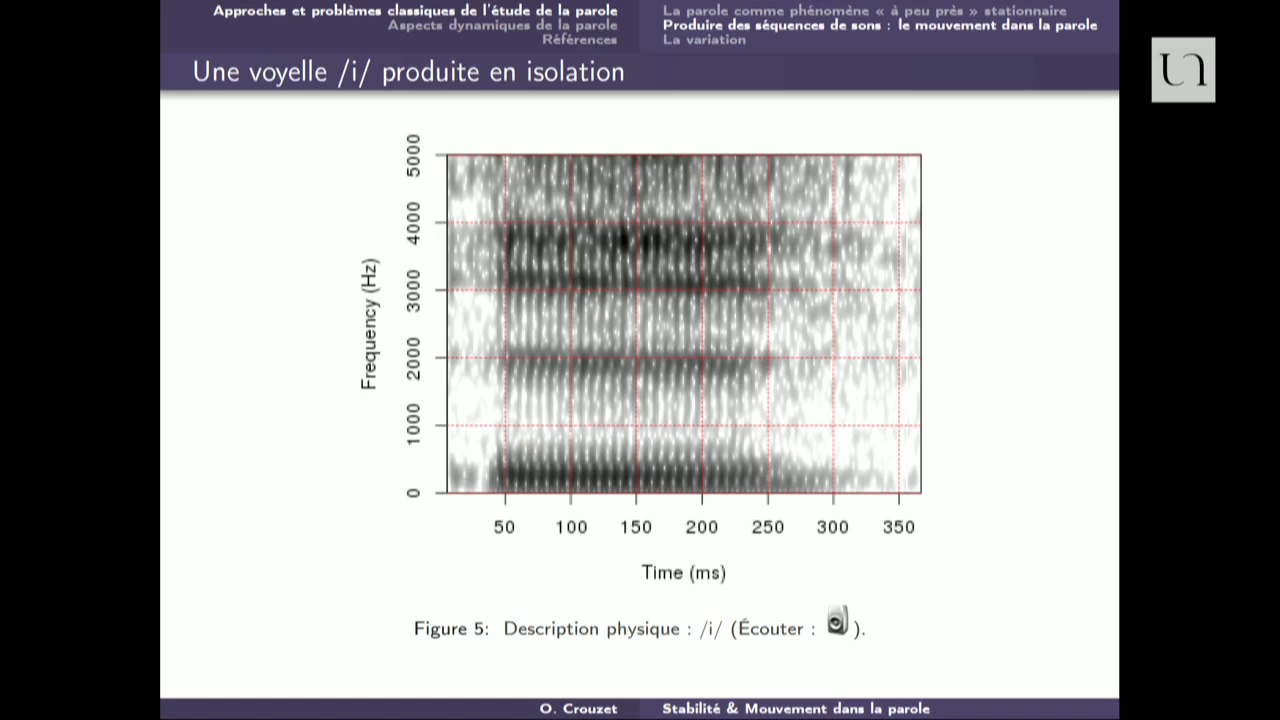 Approches et problèmes classiques de l'étude de la parole
Aspects dynamiques de la parole
Références
La parole comme phénomène « à peu près » stationnaire
Produire des séquences de sons : le mouvement dans la parole
La variation
Une voyelle /i/ produite en isolation
Frequency (Hz)
5000
4000
3000
2000
1000
0
50 100 150 200 250 300 350
Time (ms)
Figure 5: Description physique : /i/ (Écouter : ).
O. Crouzet
Stabilité & Mouvement dans la parole